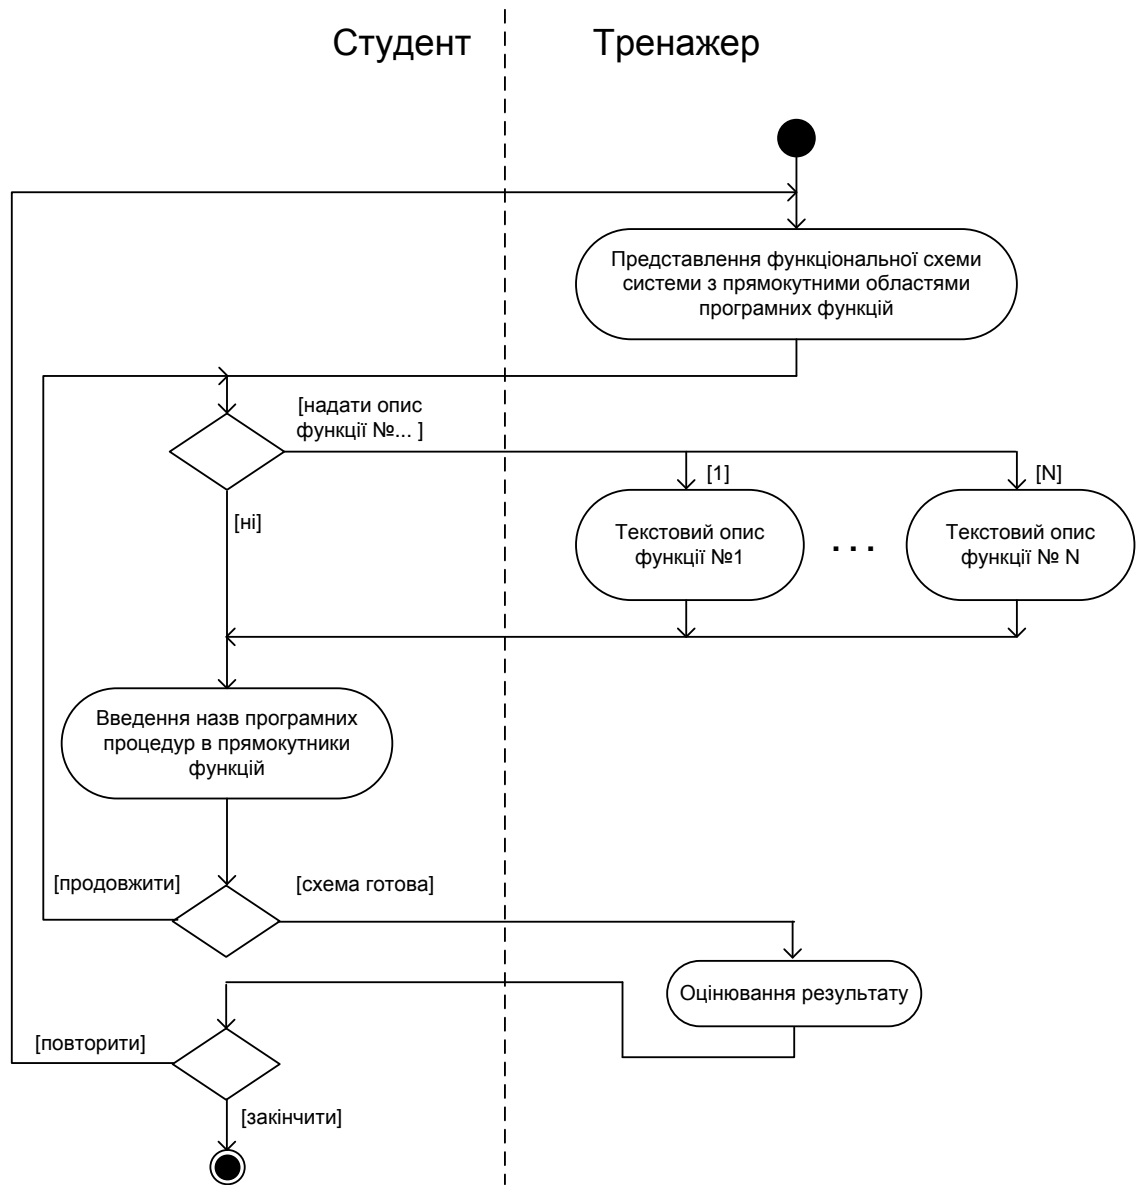 Студент
Тренажер
Представлення функціональної схеми
системи з прямокутними областями
програмних функцій
[надати опис
функції №... ]
[1]
[N]
[ні]
Текстовий опис
функції №1
. . .
Текстовий опис
функції № N
Введення назв програмних
процедур в прямокутники
функцій
[продовжити]
[схема готова]
Оцінювання результату
[повторити]
[закінчити]